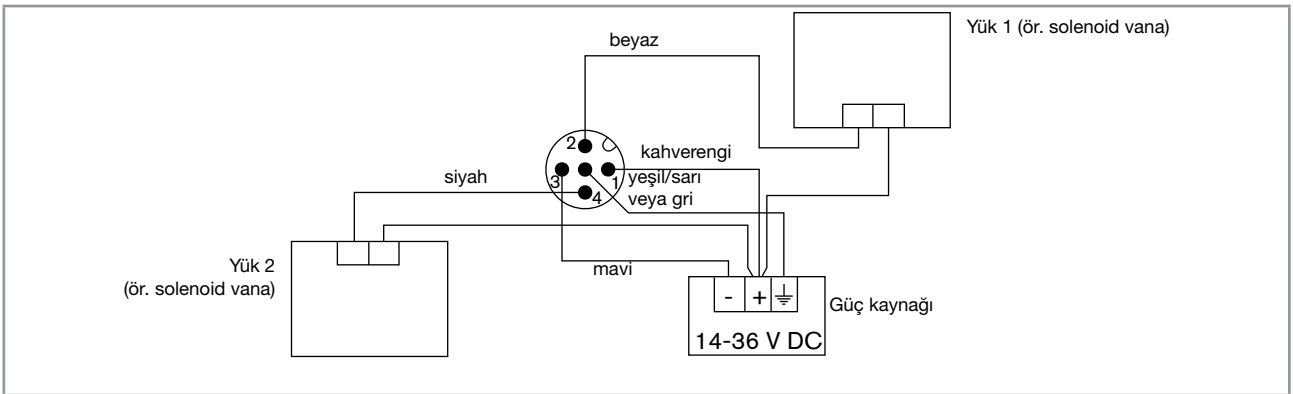 Yük 1 (ör. solenoid vana)
beyaz
2
kahverengi
siyah
3
1
yeşil/sarı
4
veya gri
Yük 2
(ör. solenoid vana)
mavi
- +
Güç kaynağı
14-36 V DC